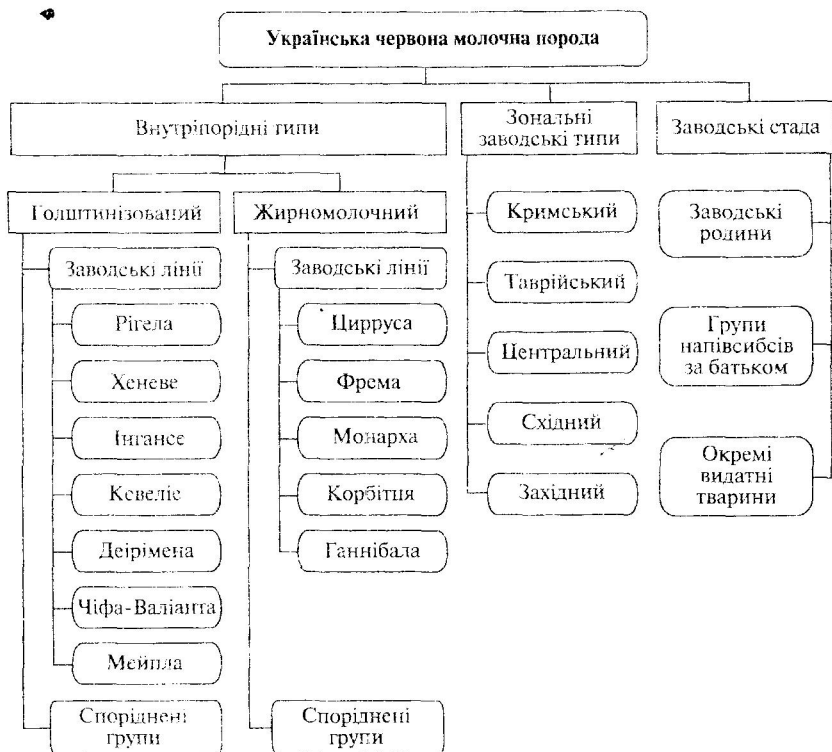 Українська червона молочна порода
Внутріпорідні типи
Зональні
заводські типи
Заводські стада
Голштинізований
Жирномолочний
Заводські лінії
Рігела
Хеневе
Інгансе
Кевеліє
Деірімена
Чіфа-Валіанта
Мейпла
Споріднені
групи
Заводські лінії
Цирруса
Фрема
Монарха
Корбітця
Ганнібала
Споріднені
групи
Кримський
Таврійський
Центральний
Східний
Західний
Заводські
родини
Групи
напівсибсів
за батьком
Окремі
видатні
тварини